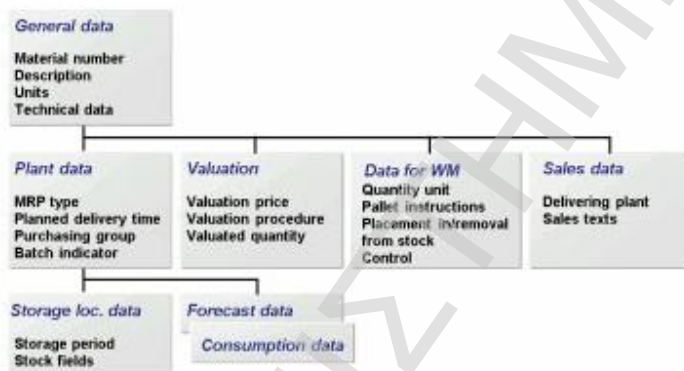 General data
Material number
Description
Units
Technical data
Plant data
MRP type
Planned delivery time
Purchasing group
Batch indicator
Valuation
Valuation price
Valuation procedure
Valuated quantity
Data for WM
Quantity unit
Pallet instructions
Placement in/removal
from stock
Control
Sales data
Delivering plant
Sales texts
Storage loc. data
Storage period
Stock fields
Forecast data
Consumption data